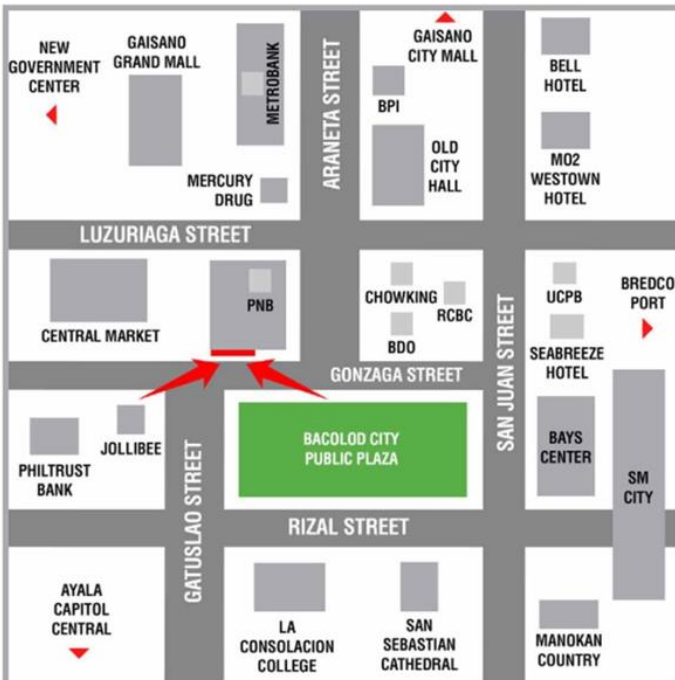 NEW
GOVERNMENT
CENTER
GAISANO
GRAND MALL
METROBANK
MERCURY
DRUG
ARANETA STREET
GAISANO
CITY MALL
BPI
OLD
CITY
HALL
BELL
HOTEL
MO2
WESTOWN
HOTEL
LUZURIAGA STREET
CENTRAL MARKET
PNB
CHOWKING
RCBC
BDO
SAN JUAN STREET
UCPB
SEABREEZE
HOTEL
BREDCO
PORT
GONZAGA STREET
PHILTRUST
BANK
JOLLIBEE
GATUSLAO STREET
BACOLOD CITY
PUBLIC PLAZA
BAYS
CENTER
SM
CITY
RIZAL STREET
AYALA
CAPITOL
CENTRAL
LA
CONSOLACION
COLLEGE
SAN
SEBASTIAN
CATHEDRAL
MANOKAN
COUNTRY